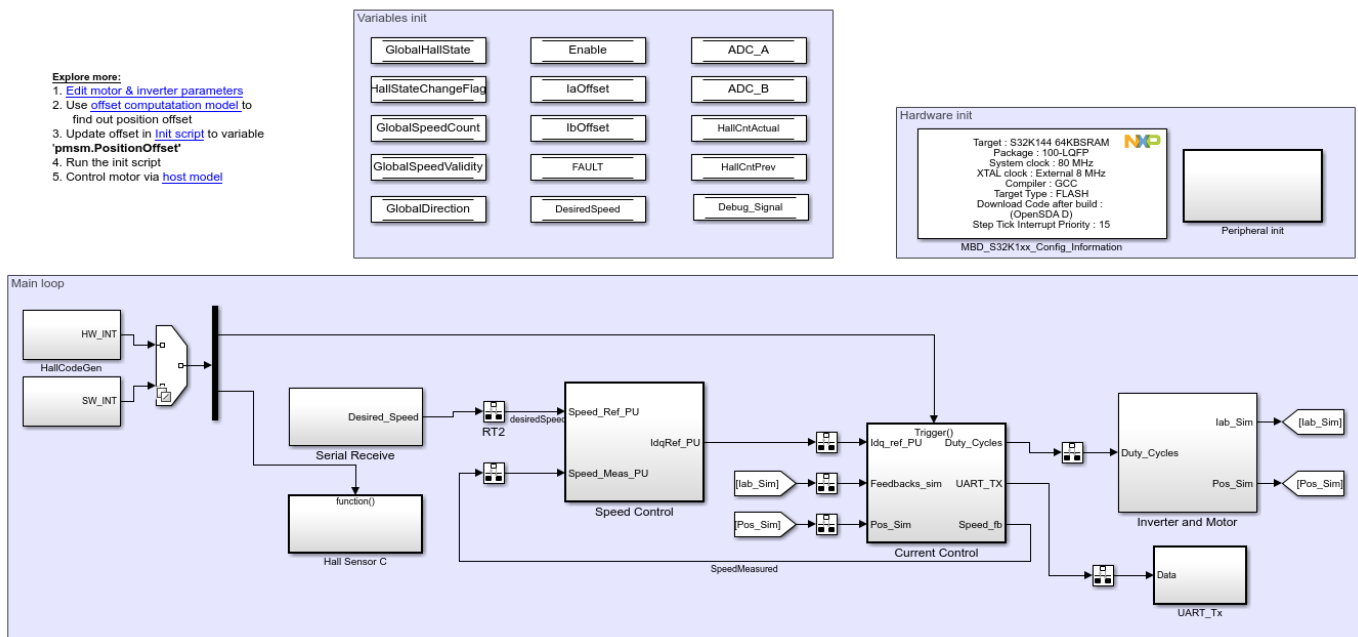 Variables init
GlobalHallState
Enable
ADC_A
HallStateChangeFlag
IaOffset
ADC_B
GlobalSpeedCount
IbOffset
HallCntActual
GlobalSpeedValidity
FAULT
HallCntPrev
GlobalDirection
DesiredSpeed
Debug_Signal
Explore more:
1. Edit motor & inverter parameters
2. Use offset computatation model to
find out position offset
3. Update offset in Init script to variable
'pmsm.PositionOffset'
4. Run the init script
5. Control motor via host model
Hardware init
Target : S32K144 64KBSRAM
NXP
Package : 100-LQFP
System clock : 80 MHz
XTAL clock : External 8 MHz
Compiler : GCC
Target Type : FLASH
Download Code after build :
(OpenSDA D)
Step Tick Interrupt Priority : 15
MBD_S32K1xx_Config_Information
Peripheral init
Main loop
HW_INT
HallCodeGen
SW_INT
Desired_Speed
Serial Receive
RT2
desiredSpeed
function()
Hall Sensor C
Speed_Ref_PU
IdqRef_PU
Speed_Meas_PU
Speed Control
[Iab_Sim]
[Pos_Sim]
Trigger()
Idq_ref_PU
Duty_Cycles
Feedbacks_sim
UART_TX
Pos_Sim
Speed_fb
Current Control
SpeedMeasured
Duty_Cycles
Iab_Sim
Pos_Sim
Inverter and Motor
[Iab_Sim]
[Pos_Sim]
Data
UART_Tx